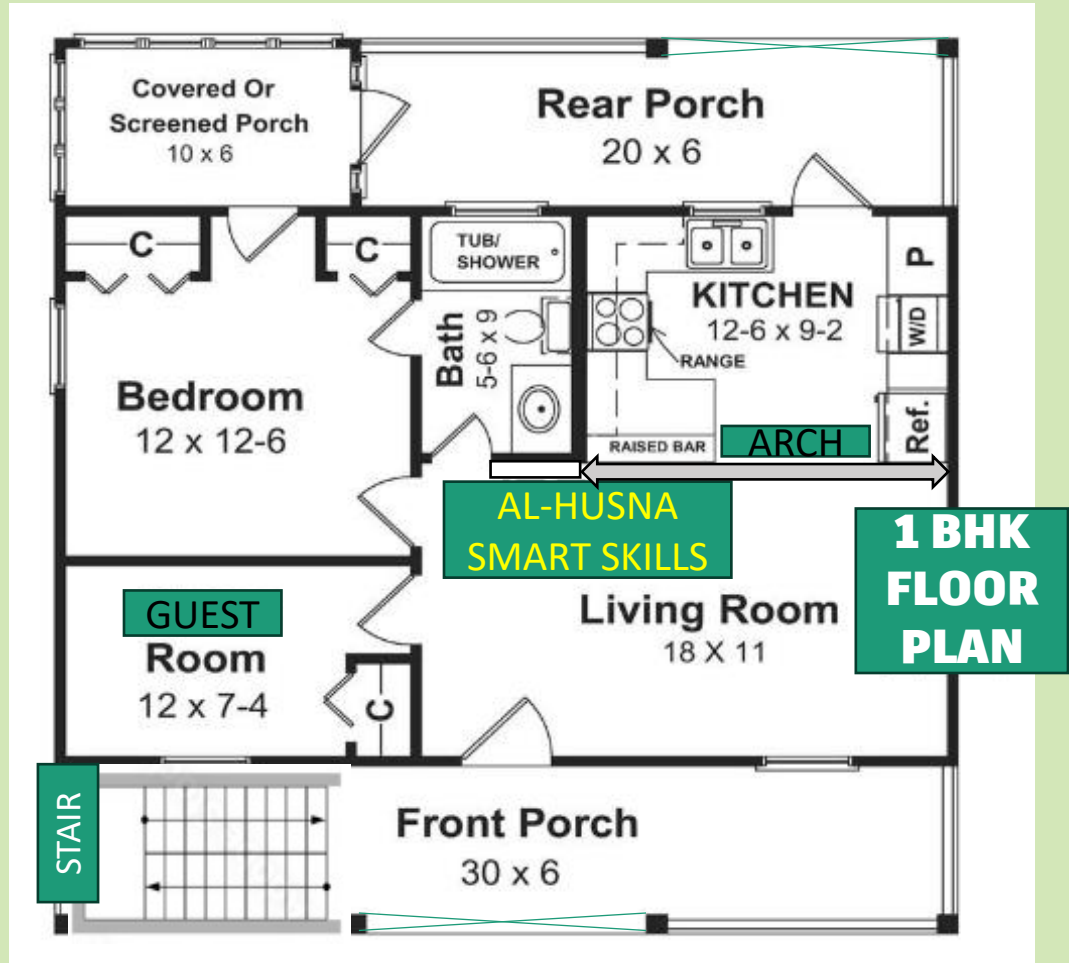 Covered Or
Screened Porch
10 x 6
Rear Porch
20 x 6
C
C
TUB/
SHOWER
Bath
5-6 x 9
KITCHEN
12-6 x 9-2
RANGE
P
W/D
Ref.
RAISED BAR
ARCH
Bedroom
12 x 12-6
AL-HUSNA
SMART SKILLS
1 BHK
FLOOR
PLAN
GUEST
Room
12 x 7-4
C
Living Room
18 X 11
STAIR
Front Porch
30 x 6